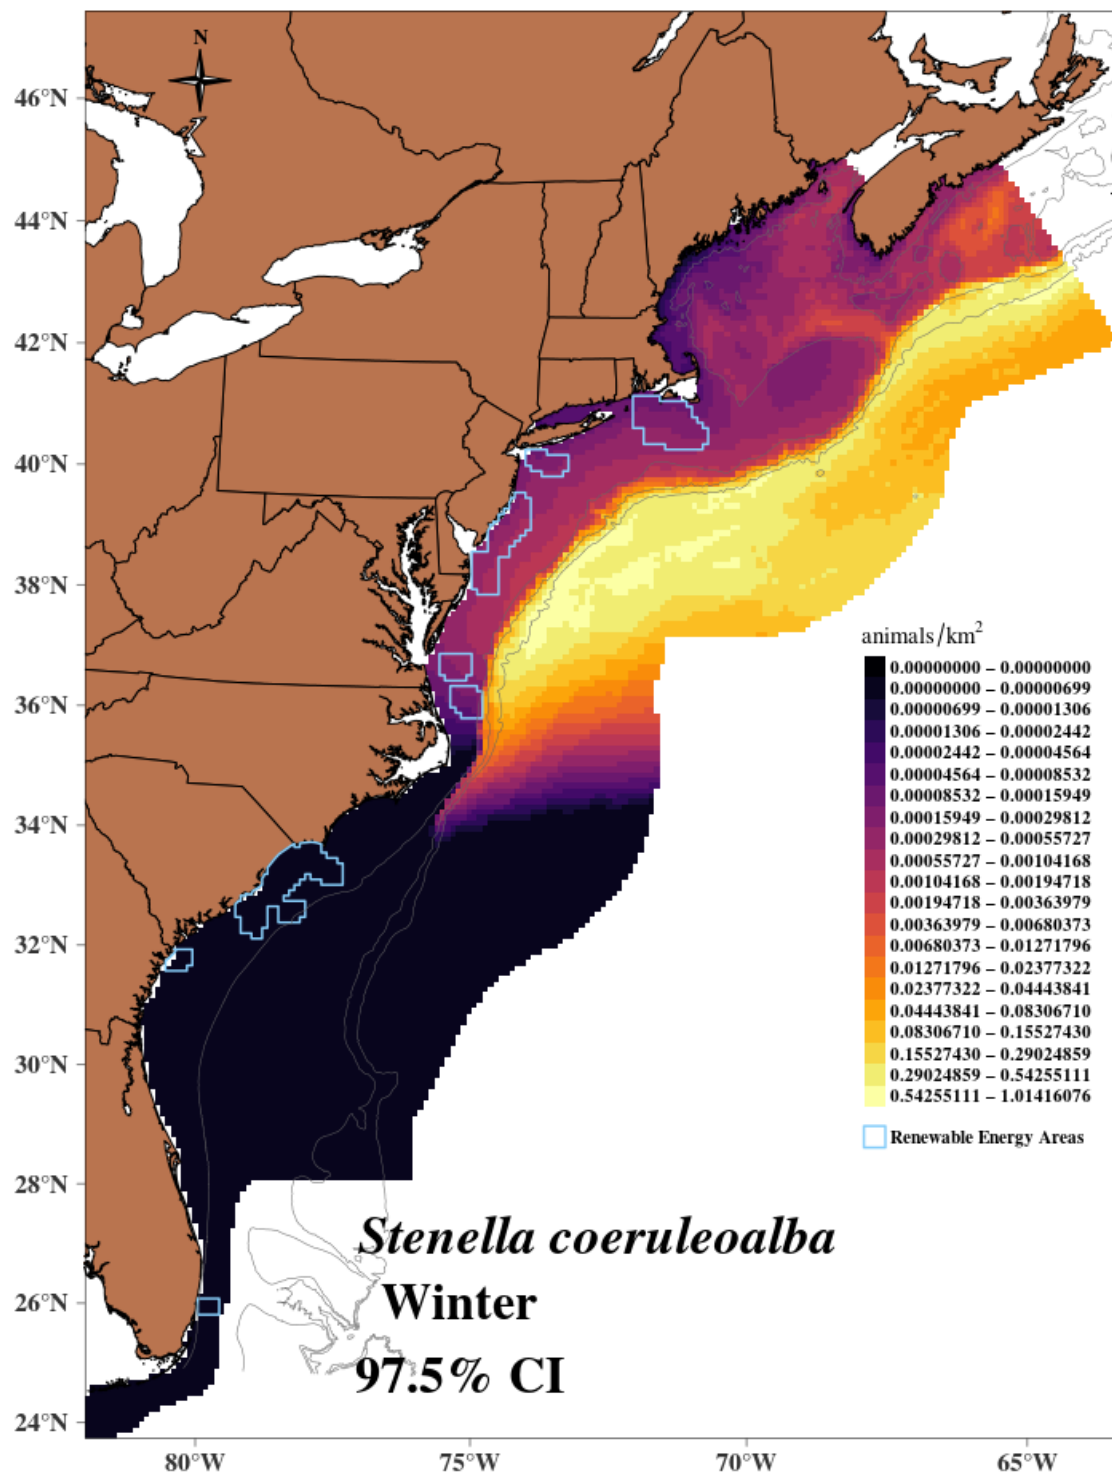 N
46°N
44°N
42°N
40°N
38°N
36°N
34°N
32°N
30°N
28°N
26°N
24°N
animals/km²
0.00000000 – 0.00000000
0.00000000 – 0.00000699
0.00000699 – 0.00001306
0.00001306 – 0.00002442
0.00002442 – 0.00004564
0.00004564 – 0.00008532
0.00008532 – 0.00015949
0.00015949 – 0.00029812
0.00029812 – 0.00055727
0.00055727 – 0.00104168
0.00104168 – 0.00194718
0.00194718 – 0.00363979
0.00363979 – 0.00680373
0.00680373 – 0.01271796
0.01271796 – 0.02377322
0.02377322 – 0.04443841
0.04443841 – 0.08306710
0.08306710 – 0.15527430
0.15527430 – 0.29024859
0.29024859 – 0.54255111
0.54255111 – 1.01416076
Renewable Energy Areas
Stenella coeruleoalba
Winter
97.5% CI
80°W 75°W 70°W 65°W